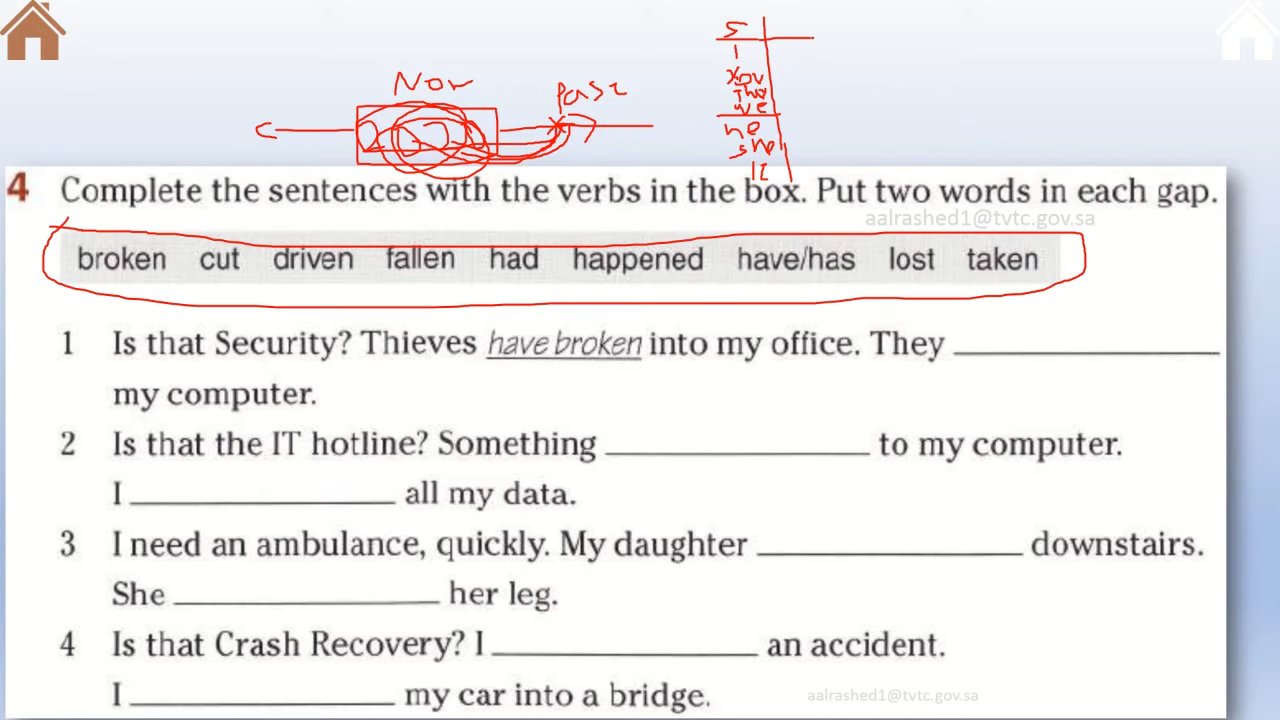 S
I
you
they
we
he
she
It
Now
Past
4 Complete the sentences with the verbs in the box. Put two words in each gap.
aalrashed1@tvtc.gov.sa
broken cut driven fallen had happened have/has lost taken
1 Is that Security? Thieves have broken into my office. They
my computer.
2 Is that the IT hotline? Something to my computer.
I all my data.
3 I need an ambulance, quickly. My daughter downstairs.
She her leg.
4 Is that Crash Recovery? I an accident.
I my car into a bridge.
aalrashed1@tvtc.gov.sa